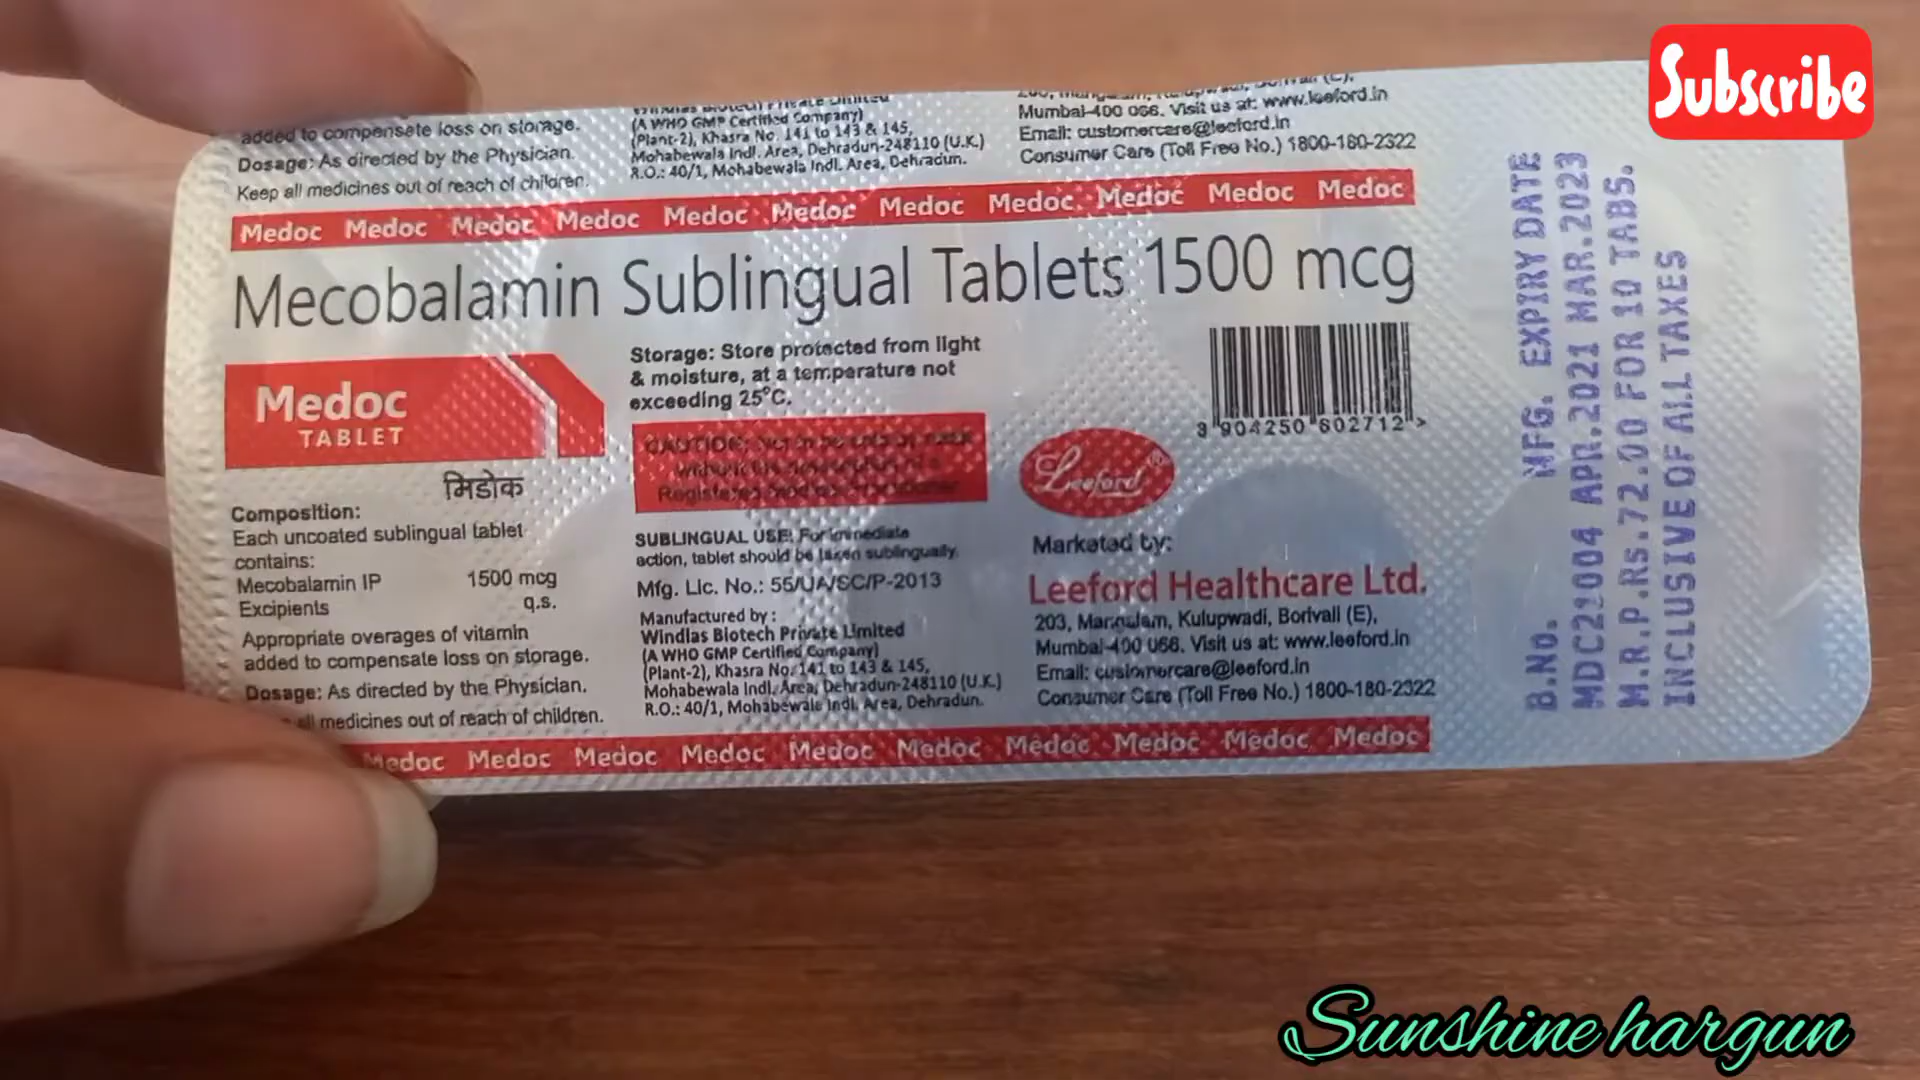 Subscribe
added to compensate loss on storage.
Dosage: As directed by the Physician.
Keep all medicines out of reach of children.
Windlas Biotech Private Limited
(A WHO GMP Certified Company)
(Plant-2), Khasra No. 141 to 143 & 145,
Mohabewala Indl. Area, Dehradun-248110 (U.K.)
R.O.: 40/1, Mohabewala Indl. Area, Dehradun.
Mumbai-400 066. Visit us at: www.leeford.in
Email: customercare@leeford.in
Consumer Care (Toll Free No.) 1800-180-2322
Medoc Medoc Medoc Medoc Medoc Medoc Medoc Medoc Medoc Medoc Medoc
Mecobalamin Sublingual Tablets 1500 mcg
Medoc
TABLET
मिडोक
Composition:
Each uncoated sublingual tablet
contains:
Mecobalamin IP 1500 mcg
Excipients q.s.
Appropriate overages of vitamin
added to compensate loss on storage.
Dosage: As directed by the Physician.
all medicines out of reach of children.
Storage: Store protected from light
& moisture, at a temperature not
exceeding 25°C.
CAUTION:
Registered
SUBLINGUAL USE: For immediate
action, tablet should be taken sublingually.
Mfg. Lic. No.: 55/UA/SC/P-2013
Manufactured by :
Windlas Biotech Private Limited
(A WHO GMP Certified Company)
(Plant-2), Khasra No. 141 to 143 & 145,
Mohabewala Indl. Area, Dehradun-248110 (U.K.)
R.O.: 40/1, Mohabewala Indl. Area, Dehradun.
8 904250 602712 >
Leeford
Marketed by:
Leeford Healthcare Ltd.
203, Mangalam, Kulupwadi, Borivali (E),
Mumbai-400 066. Visit us at: www.leeford.in
Email: customercare@leeford.in
Consumer Care (Toll Free No.) 1800-180-2322
Medoc Medoc Medoc Medoc Medoc Medoc Medoc Medoc Medoc Medoc
B.No. MFG. EXPIRY DATE
MDC21004 APR.2021 MAR.2023
M.R.P.Rs.72.00 FOR 10 TABS.
INCLUSIVE OF ALL TAXES
Sunshine hargun